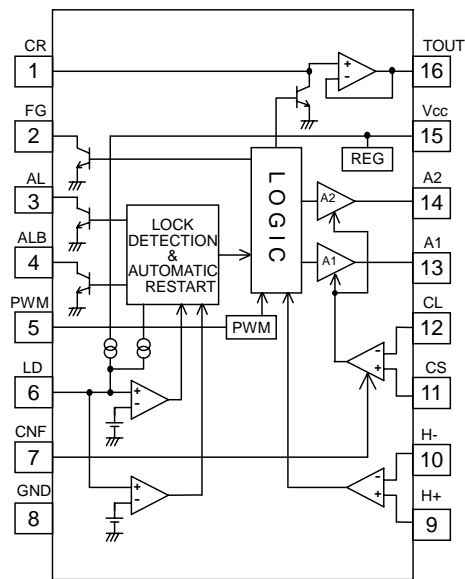 CR
1
FG
2
AL
3
ALB
4
PWM
5
LD
6
CNF
7
GND
8
LOCK
DETECTION
&
AUTOMATIC
RESTART
LOGIC
PWM
REG
A2
A1
+
-
+
-
+
-
-
+
-
+
TOUT
16
Vcc
15
A2
14
A1
13
CL
12
CS
11
H-
10
H+
9